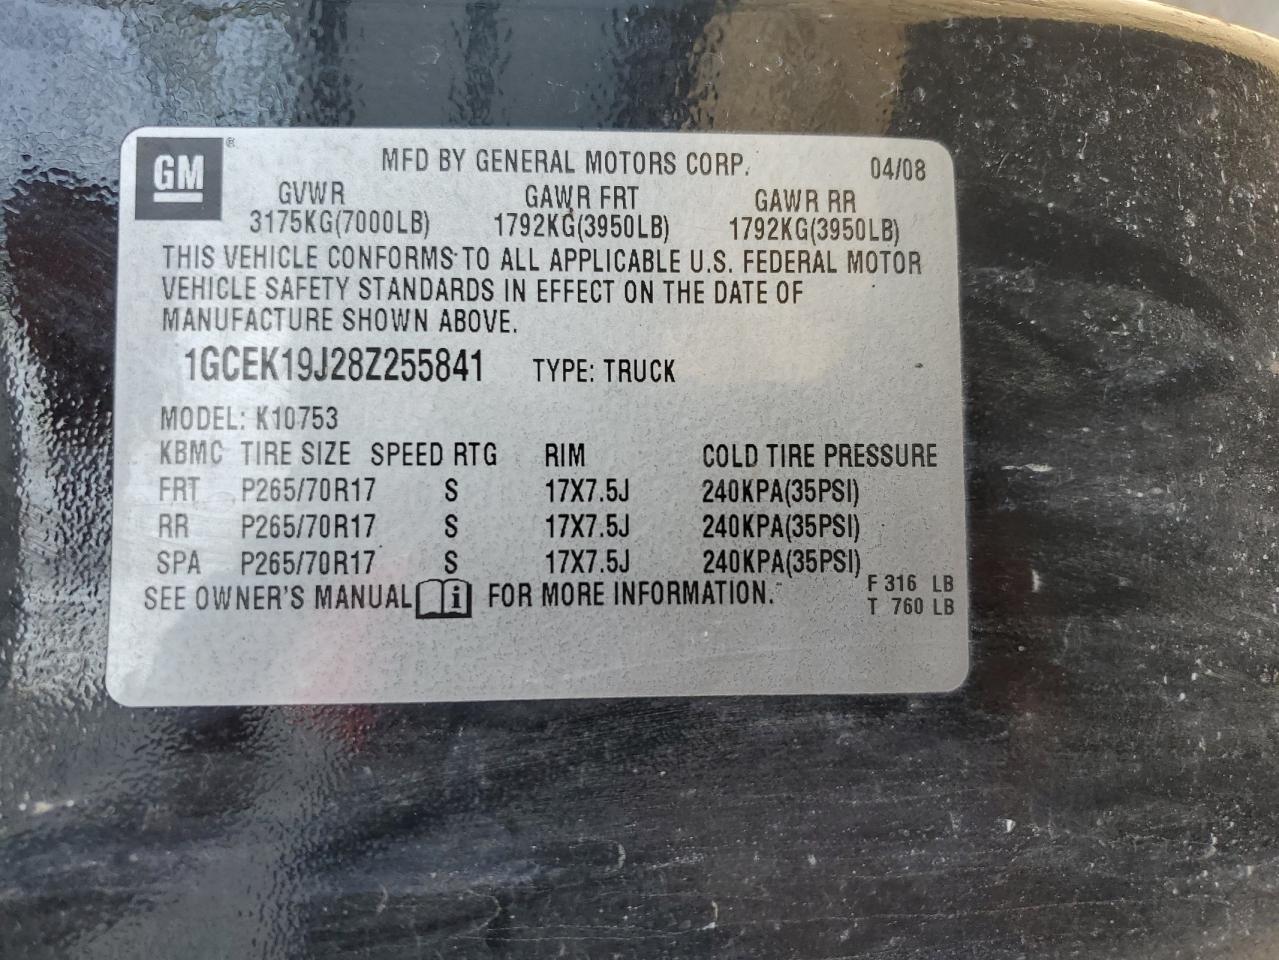 GM®
MFD BY GENERAL MOTORS CORP. 04/08
GVWR GAWR FRT GAWR RR
3175KG(7000LB) 1792KG(3950LB) 1792KG(3950LB)
THIS VEHICLE CONFORMS TO ALL APPLICABLE U.S. FEDERAL MOTOR
VEHICLE SAFETY STANDARDS IN EFFECT ON THE DATE OF
MANUFACTURE SHOWN ABOVE.
1GCEK19J28Z255841 TYPE: TRUCK
MODEL: K10753
KBMC TIRE SIZE SPEED RTG RIM COLD TIRE PRESSURE
FRT P265/70R17 S 17X7.5J 240KPA(35PSI)
RR P265/70R17 S 17X7.5J 240KPA(35PSI)
SPA P265/70R17 S 17X7.5J 240KPA(35PSI)
SEE OWNER'S MANUAL i FOR MORE INFORMATION.
F 316 LB
T 760 LB